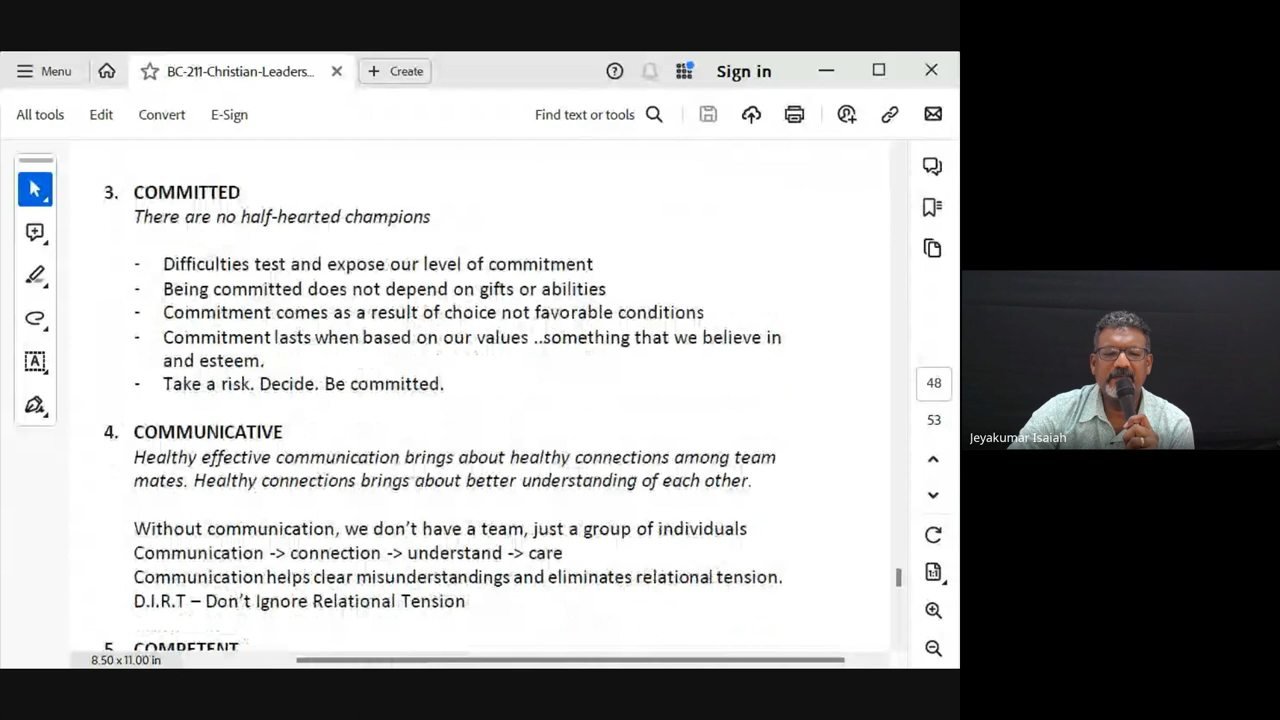 Menu
BC-211-Christian-Leaders...
Create
Sign in
All tools
Edit
Convert
E-Sign
Find text or tools
3. COMMITTED
There are no half-hearted champions
- Difficulties test and expose our level of commitment
- Being committed does not depend on gifts or abilities
- Commitment comes as a result of choice not favorable conditions
- Commitment lasts when based on our values ..something that we believe in
and esteem.
- Take a risk. Decide. Be committed.
4. COMMUNICATIVE
Healthy effective communication brings about healthy connections among team
mates. Healthy connections brings about better understanding of each other.
Without communication, we don't have a team, just a group of individuals
Communication -> connection -> understand -> care
Communication helps clear misunderstandings and eliminates relational tension.
D.I.R.T – Don't Ignore Relational Tension
5. COMPETENT
8.50 x 11.00 in
48
53
1:1
Jeyakumar Isaiah